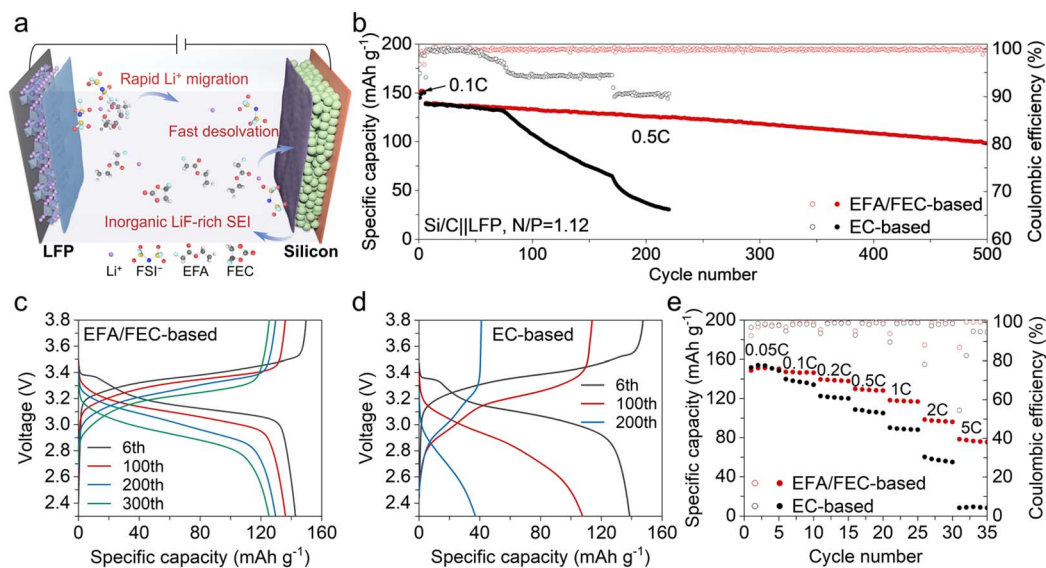 a
Rapid Li⁺ migration
Fast desolvation
Inorganic LiF-rich SEI
LFP
Silicon
Li⁺ FSI⁻ EFA FEC
b
Specific capacity (mAh g⁻¹)
200
150
100
50
0
0.1C
0.5C
Si/C||LFP, N/P=1.12
EFA/FEC-based
EC-based
100
90
80
70
60
Coulombic efficiency (%)
0 100 200 300 400 500
Cycle number
c
EFA/FEC-based
Voltage (V)
3.8
3.6
3.4
3.2
3.0
2.8
2.6
2.4
6th
100th
200th
300th
0 40 80 120 160
Specific capacity (mAh g⁻¹)
d
EC-based
Voltage (V)
3.8
3.6
3.4
3.2
3.0
2.8
2.6
2.4
6th
100th
200th
0 40 80 120 160
Specific capacity (mAh g⁻¹)
e
Specific capacity (mAh g⁻¹)
200
160
120
80
40
0
0.05C
0.1C
0.2C
0.5C
1C
2C
5C
EFA/FEC-based
EC-based
100
80
60
40
20
0
Coulombic efficiency (%)
0 5 10 15 20 25 30 35
Cycle number